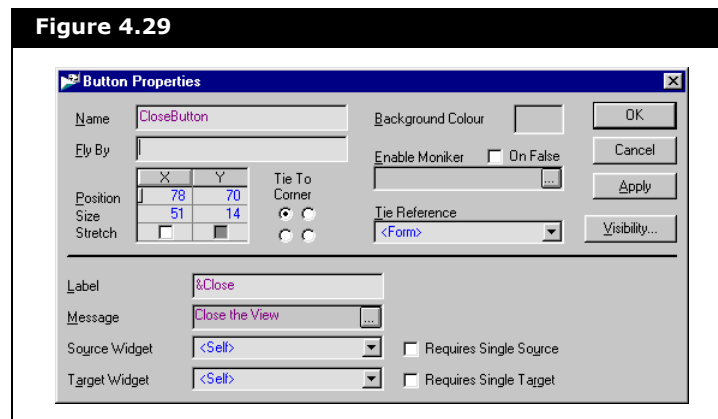 Figure 4.29
Button Properties
Name CloseButton Background Colour OK
Fly By Enable Moniker On False Cancel
X Y Tie To ... Apply
Position 78 70 Corner
Size 51 14 Tie Reference
Stretch <Form> Visibility...
Label &Close
Message Close the View ...
Source Widget <Self> Requires Single Source
Target Widget <Self> Requires Single Target